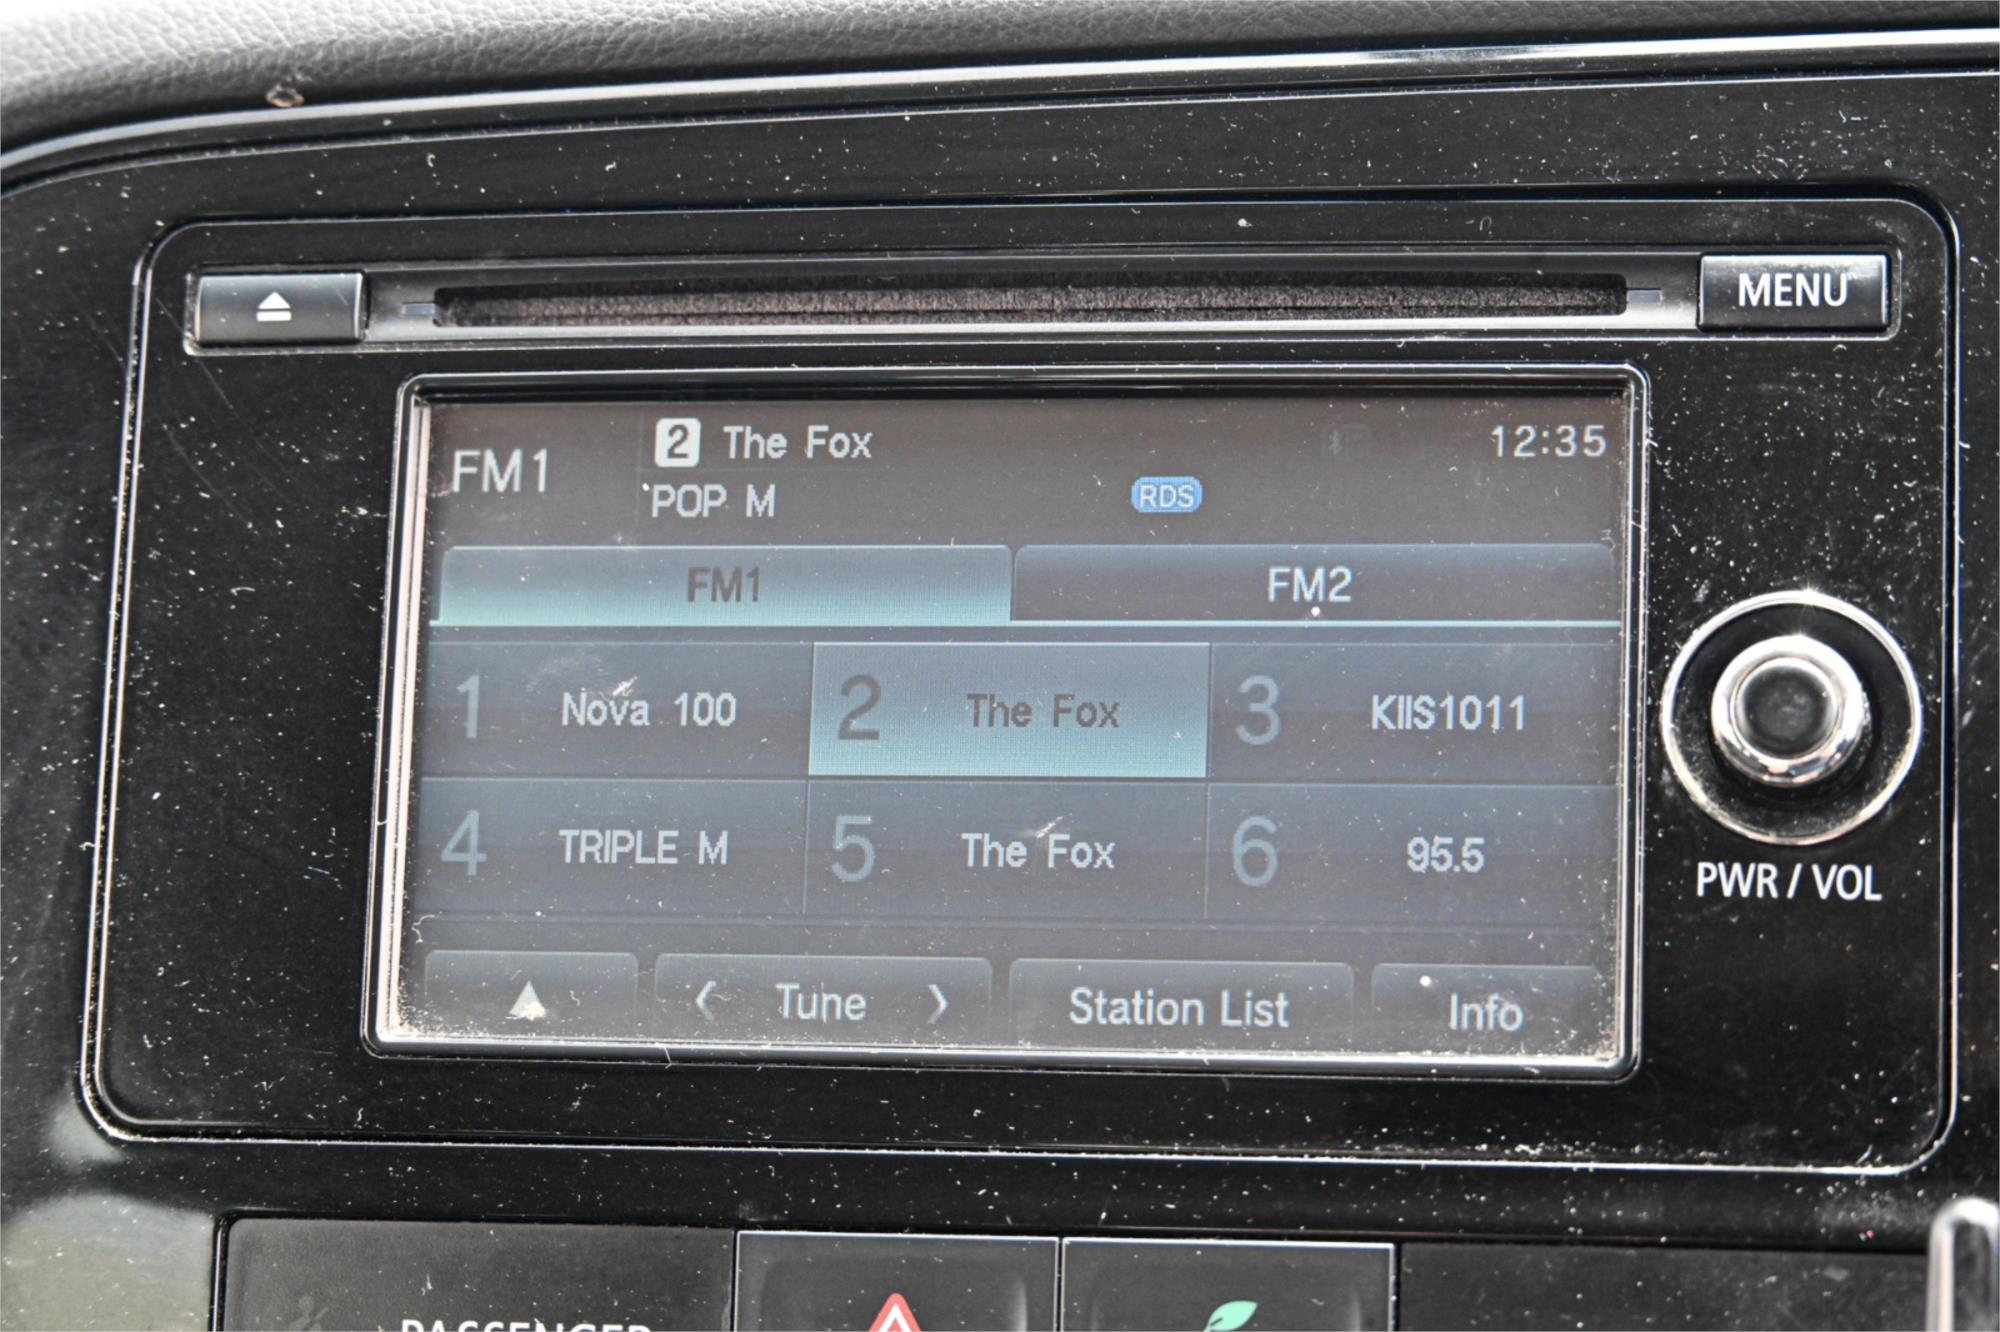 MENU
FM1
2 The Fox
12:35
POP M
RDS
FM1
FM2
1 Nova 100
2 The Fox
3 KIIS1011
4 TRIPLE M
5 The Fox
6 95.5
Tune
Station List
Info
PWR / VOL
PASSENGER